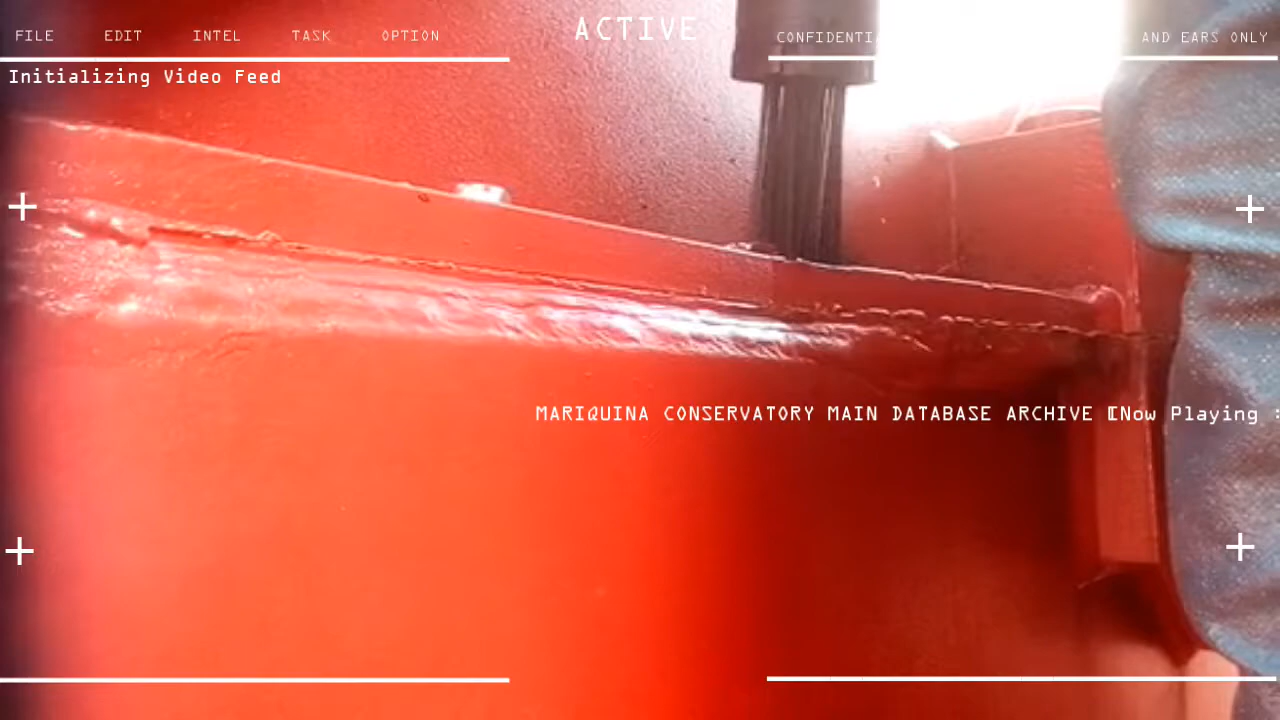 FILE EDIT INTEL TASK OPTION
ACTIVE
CONFIDENTIA AND EARS ONLY
Initializing Video Feed
MARIQUINA CONSERVATORY MAIN DATABASE ARCHIVE [Now Playing :